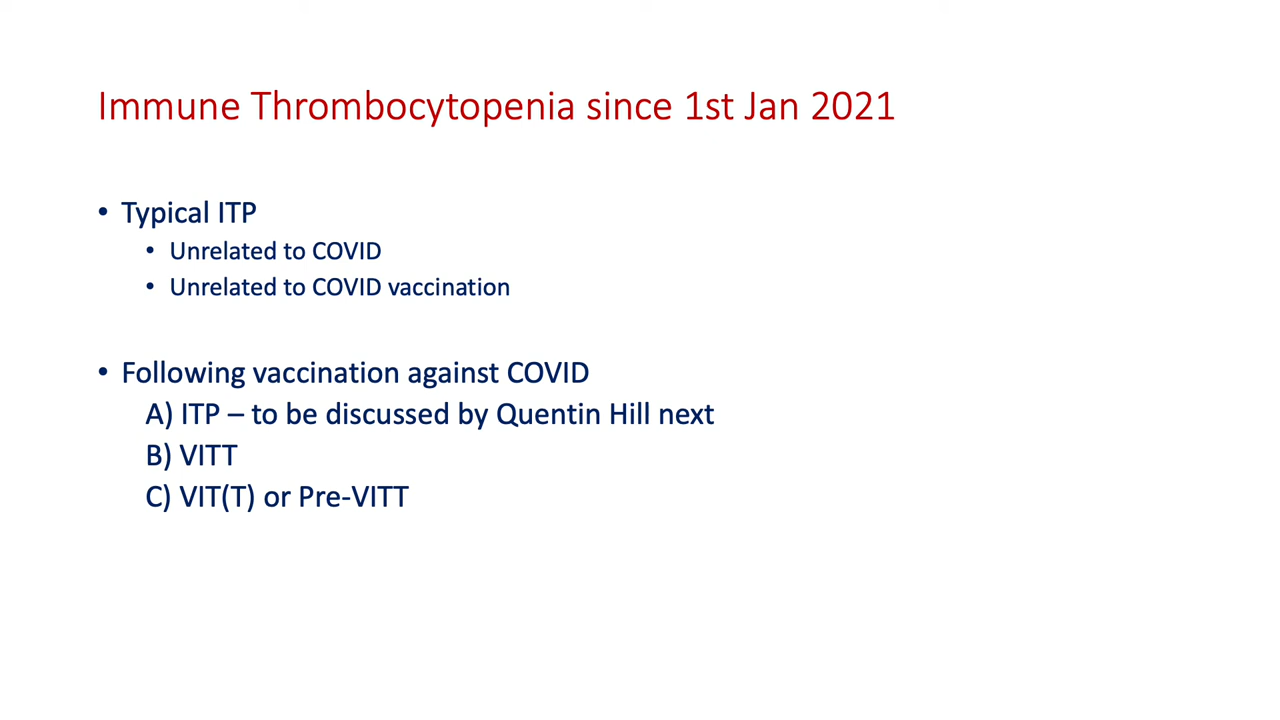 Immune Thrombocytopenia since 1st Jan 2021
• Typical ITP
• Unrelated to COVID
• Unrelated to COVID vaccination
• Following vaccination against COVID
A) ITP – to be discussed by Quentin Hill next
B) VITT
C) VIT(T) or Pre-VITT